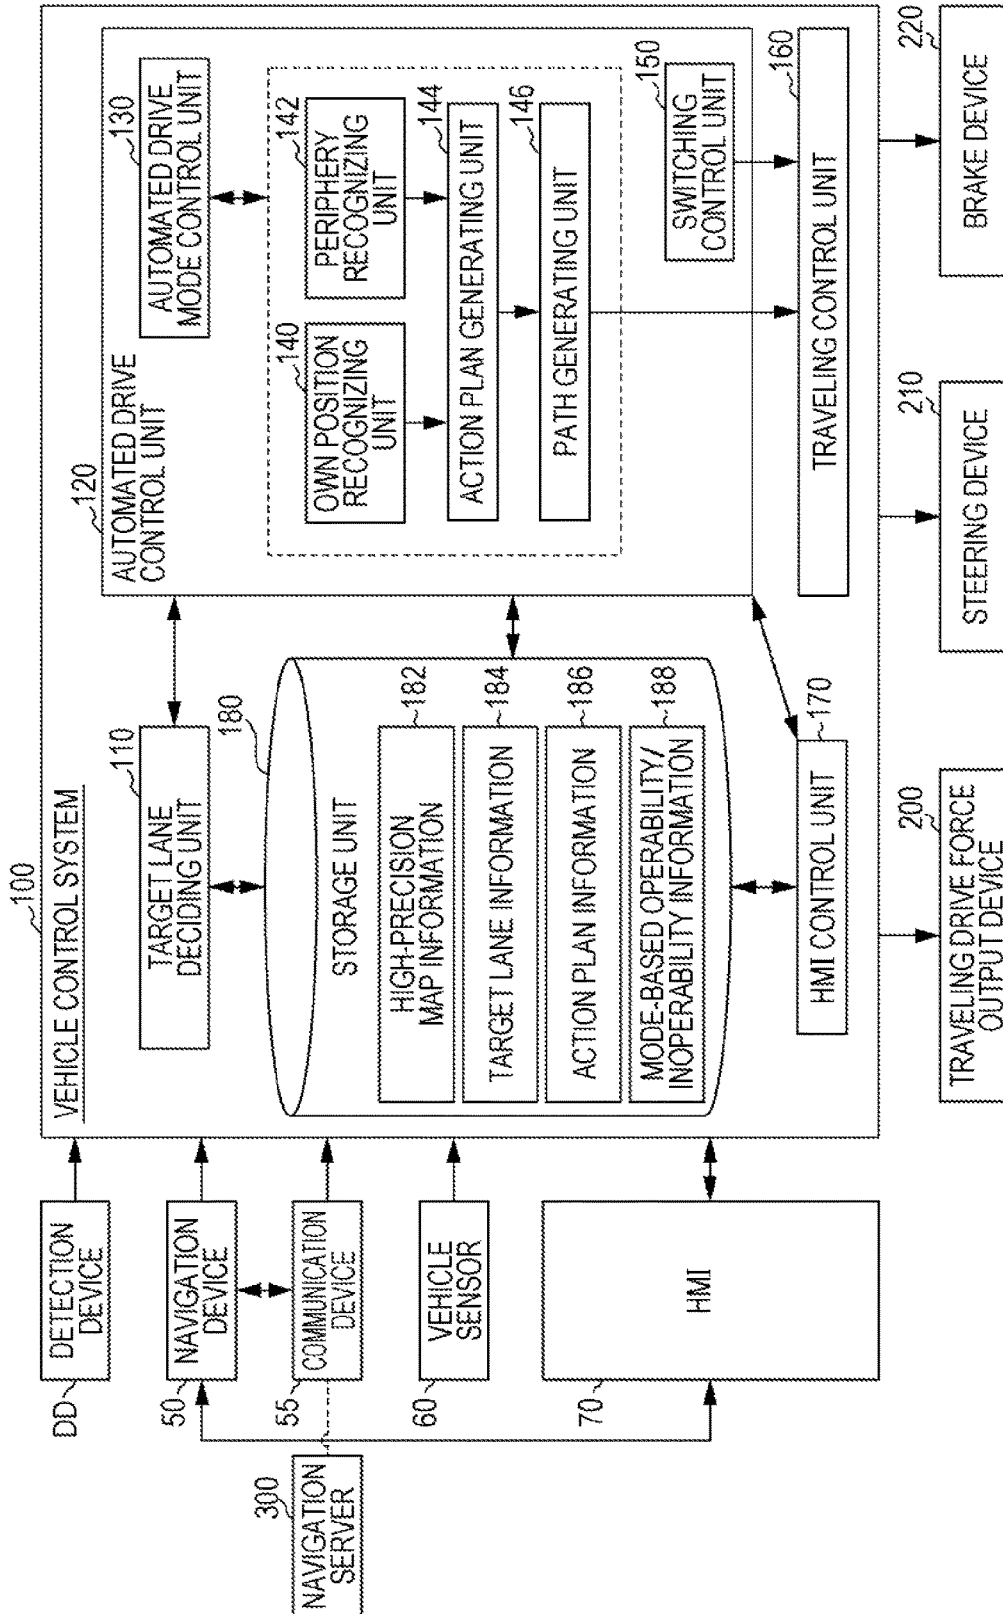 100
VEHICLE CONTROL SYSTEM
DD
DETECTION
DEVICE
50
NAVIGATION
DEVICE
55
COMMUNICATION
DEVICE
300
NAVIGATION
SERVER
60
VEHICLE
SENSOR
70
HMI
110
TARGET LANE
DECIDING UNIT
180
STORAGE UNIT
HIGH-PRECISION
MAP INFORMATION
182
TARGET LANE INFORMATION
184
ACTION PLAN INFORMATION
186
MODE-BASED OPERABILITY/
INOPERABILITY INFORMATION
188
170
HMI CONTROL UNIT
120
AUTOMATED DRIVE
CONTROL UNIT
130
AUTOMATED DRIVE
MODE CONTROL UNIT
140
OWN POSITION
RECOGNIZING
UNIT
142
PERIPHERY
RECOGNIZING
UNIT
144
ACTION PLAN GENERATING UNIT
146
PATH GENERATING UNIT
150
SWITCHING
CONTROL UNIT
160
TRAVELING CONTROL UNIT
200
TRAVELING DRIVE FORCE
OUTPUT DEVICE
210
STEERING DEVICE
220
BRAKE DEVICE